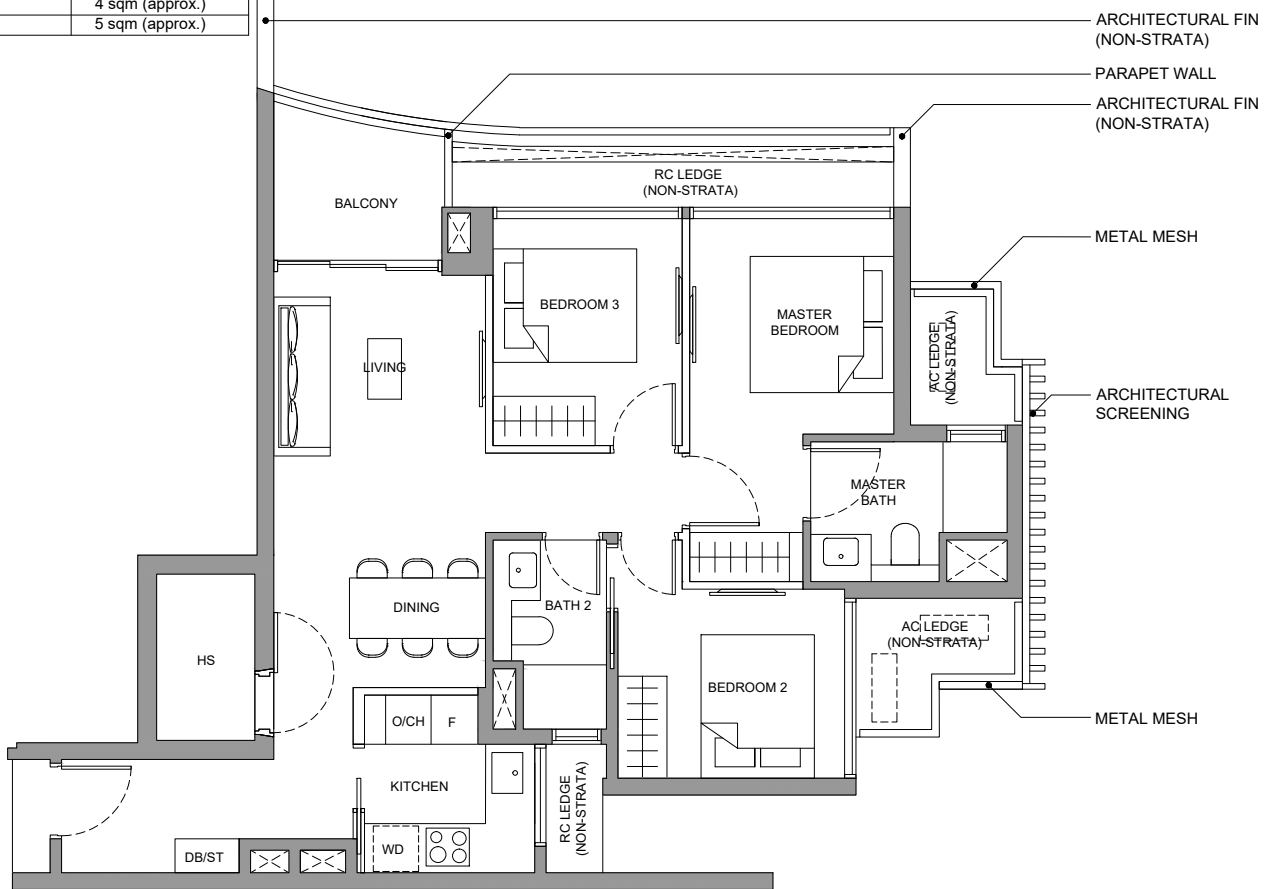 4 sqm (approx.)
5 sqm (approx.)
ARCHITECTURAL FIN
(NON-STRATA)
PARAPET WALL
ARCHITECTURAL FIN
(NON-STRATA)
RC LEDGE
(NON-STRATA)
BALCONY
METAL MESH
BEDROOM 3
MASTER
BEDROOM
AC LEDGE
(NON-STRATA)
LIVING
ARCHITECTURAL
SCREENING
MASTER
BATH
DINING
BATH 2
AC LEDGE
(NON-STRATA)
HS
BEDROOM 2
O/CH
F
METAL MESH
KITCHEN
RC LEDGE
(NON-STRATA)
WD
DB/ST